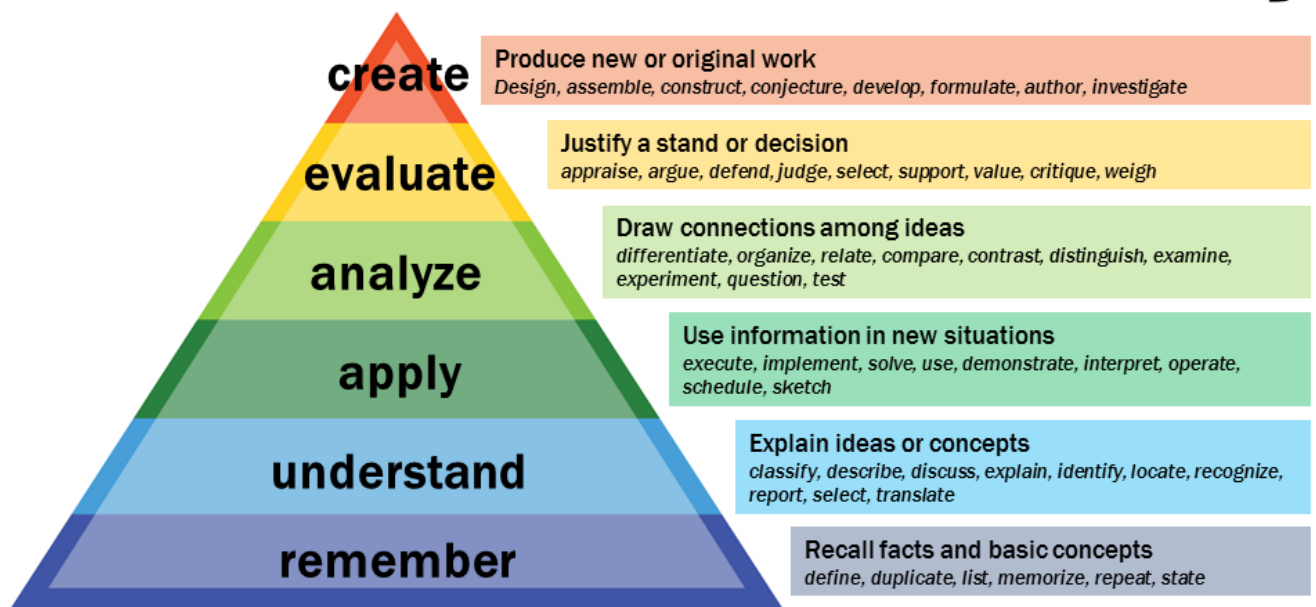 create
Produce new or original work
Design, assemble, construct, conjecture, develop, formulate, author, investigate
evaluate
Justify a stand or decision
appraise, argue, defend, judge, select, support, value, critique, weigh
analyze
Draw connections among ideas
differentiate, organize, relate, compare, contrast, distinguish, examine,
experiment, question, test
apply
Use information in new situations
execute, implement, solve, use, demonstrate, interpret, operate,
schedule, sketch
understand
Explain ideas or concepts
classify, describe, discuss, explain, identify, locate, recognize,
report, select, translate
remember
Recall facts and basic concepts
define, duplicate, list, memorize, repeat, state